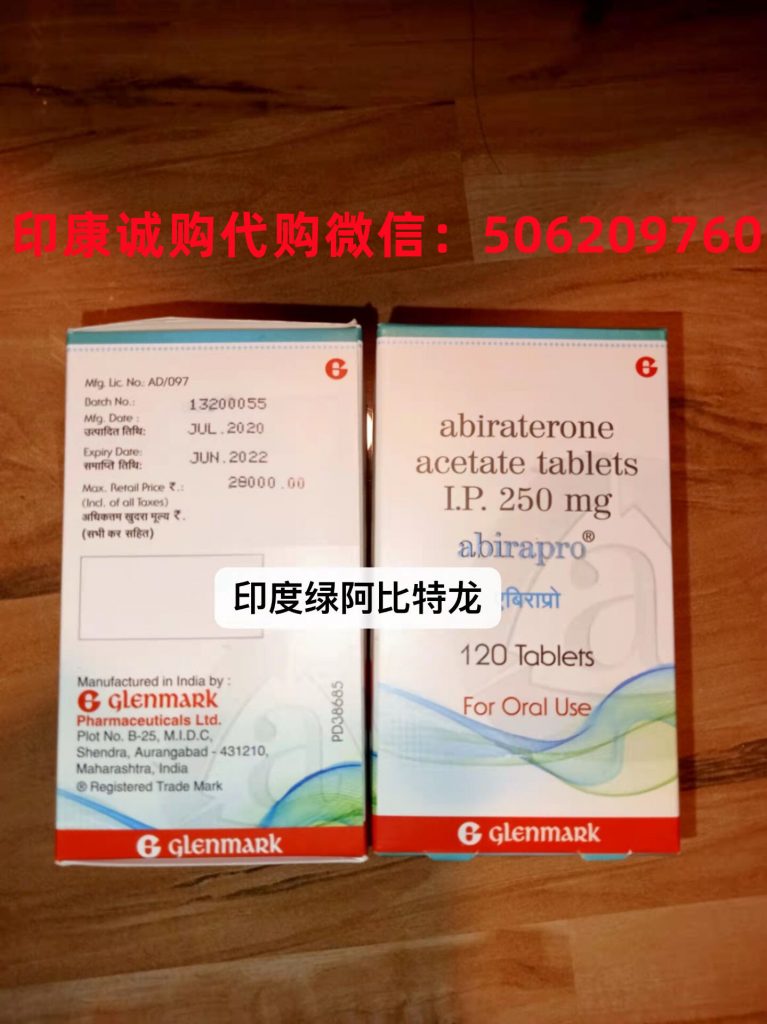 印康诚购代购微信：506209760
Mfg. Lic. No.: AD/097
Batch No.: 13200055
Mfg. Date :
उत्पादित तिथि: JUL.2020
Expiry Date:
समाप्ति तिथि: JUN.2022
Max. Retail Price ₹.: 28000.00
(Incl. of all Taxes)
अधिकतम खुदरा मूल्य ₹.
(सभी कर सहित)
Manufactured in India by :
GLENMARK
Pharmaceuticals Ltd.
Plot No. B-25, M.I.D.C,
Shendra, Aurangabad - 431210,
Maharashtra, India
® Registered Trade Mark
PD38685
GLENMARK
abiraterone
acetate tablets
I.P. 250 mg
abirapro®
印度绿阿比特龙
120 Tablets
For Oral Use
GLENMARK